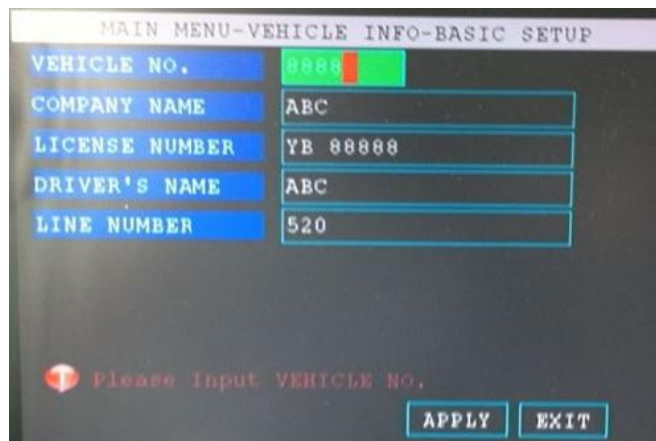 MAIN MENU-VEHICLE INFO-BASIC SETUP
VEHICLE NO. 8888
COMPANY NAME ABC
LICENSE NUMBER YB 88888
DRIVER'S NAME ABC
LINE NUMBER 520
Please Input VEHICLE NO.
APPLY EXIT